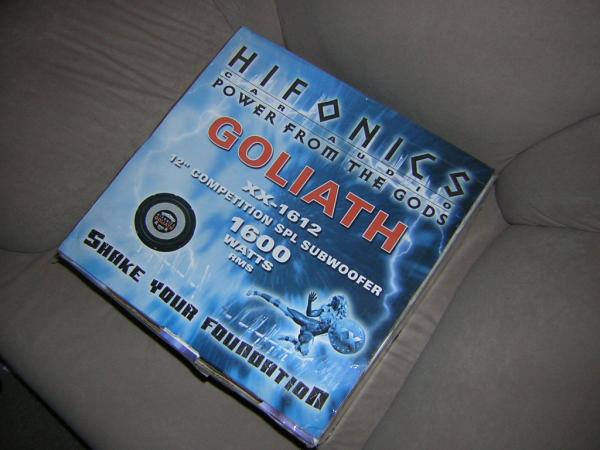 HIFONICS
CAR AUDIO
POWER FROM THE GODS
GOLIATH
XX-1612
12" COMPETITION SPL SUBWOOFER
1600
WATTS
RMS
SHAKE YOUR FOUNDATION